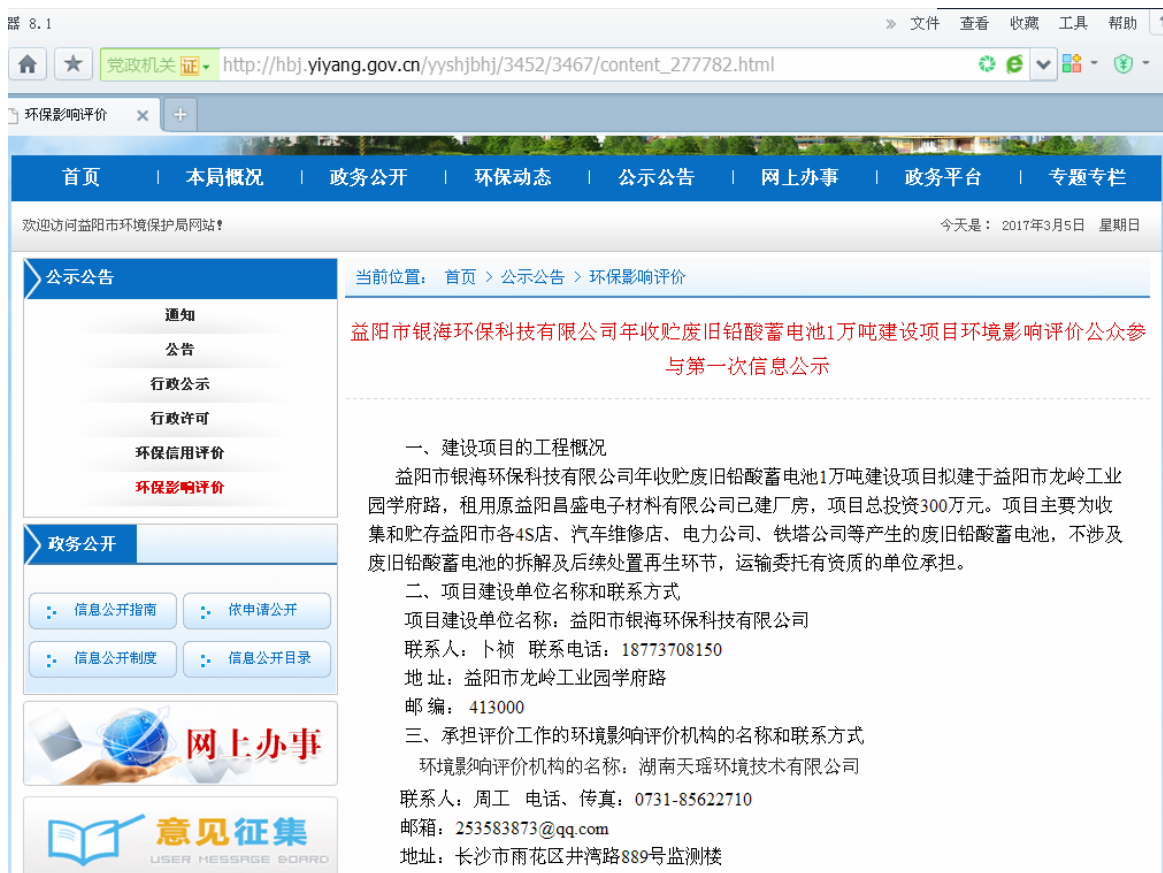 器 8.1
» 文件 查看 收藏 工具 帮助
党政机关 证 http://hbj.yiyang.gov.cn/yyshjbhj/3452/3467/content_277782.html
环保影响评价
首页 | 本局概况 | 政务公开 | 环保动态 | 公示公告 | 网上办事 | 政务平台 | 专题专栏
欢迎访问益阳市环境保护局网站! 今天是: 2017年3月5日 星期日
公示公告
通知
公告
行政公示
行政许可
环保信用评价
环保影响评价
政务公开
信息公开指南 依申请公开
信息公开制度 信息公开目录
网上办事
意见征集
USER MESSAGE BOARD
当前位置: 首页 > 公示公告 > 环保影响评价
益阳市银海环保科技有限公司年收贮废旧铅酸蓄电池1万吨建设项目环境影响评价公众参
与第一次信息公示
一、建设项目的工程概况
益阳市银海环保科技有限公司年收贮废旧铅酸蓄电池1万吨建设项目拟建于益阳市龙岭工业
园学府路，租用原益阳昌盛电子材料有限公司已建厂房，项目总投资300万元。项目主要为收
集和贮存益阳市各4S店、汽车维修店、电力公司、铁塔公司等产生的废旧铅酸蓄电池，不涉及
废旧铅酸蓄电池的拆解及后续处置再生环节，运输委托有资质的单位承担。
二、项目建设单位名称和联系方式
项目建设单位名称：益阳市银海环保科技有限公司
联系人：卜祯 联系电话：18773708150
地 址：益阳市龙岭工业园学府路
邮 编： 413000
三、承担评价工作的环境影响评价机构的名称和联系方式
环境影响评价机构的名称：湖南天瑶环境技术有限公司
联系人：周工 电话、传真：0731-85622710
邮箱：253583873@qq.com
地址：长沙市雨花区井湾路889号监测楼